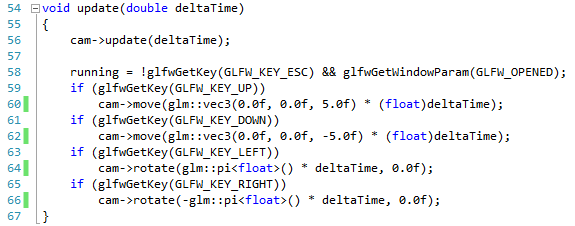 54 void update(double deltaTime)
55 {
56     cam->update(deltaTime);
57
58     running = !glfwGetKey(GLFW_KEY_ESC) && glfwGetWindowParam(GLFW_OPENED);
59     if (glfwGetKey(GLFW_KEY_UP))
60         cam->move(glm::vec3(0.0f, 0.0f, 5.0f) * (float)deltaTime);
61     if (glfwGetKey(GLFW_KEY_DOWN))
62         cam->move(glm::vec3(0.0f, 0.0f, -5.0f) * (float)deltaTime);
63     if (glfwGetKey(GLFW_KEY_LEFT))
64         cam->rotate(glm::pi<float>() * deltaTime, 0.0f);
65     if (glfwGetKey(GLFW_KEY_RIGHT))
66         cam->rotate(-glm::pi<float>() * deltaTime, 0.0f);
67 }